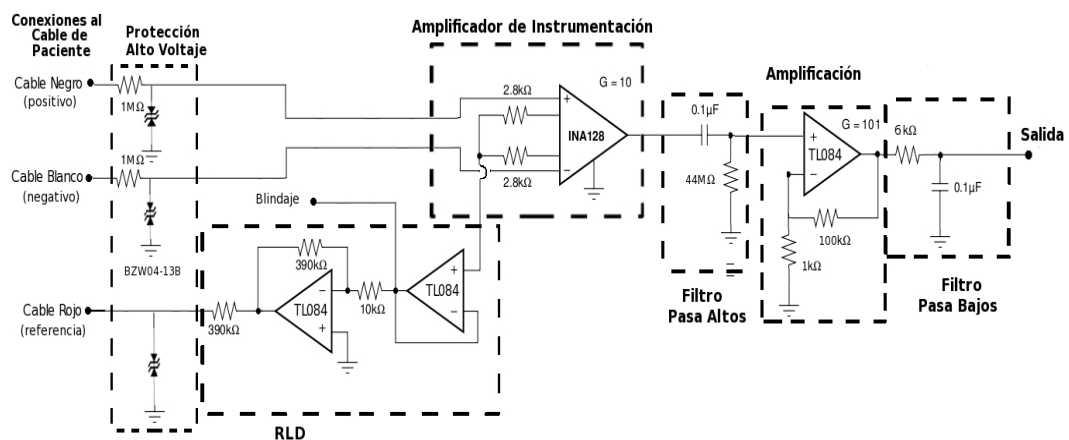 Conexiones al
Cable de
Paciente
Protección
Alto Voltaje
Amplificador de Instrumentación
Cable Negro
(positivo)
1MΩ
2.8kΩ
G = 10
+
INA128
−
2.8kΩ
0.1μF
44MΩ
Filtro
Pasa Altos
Amplificación
G = 101
+
TL084
−
100kΩ
1kΩ
6kΩ
0.1μF
Salida
Filtro
Pasa Bajos
1MΩ
Cable Blanco
(negativo)
Blindaje
BZW04-13B
Cable Rojo
(referencia)
390kΩ
390kΩ
−
TL084
+
10kΩ
+
TL084
−
RLD